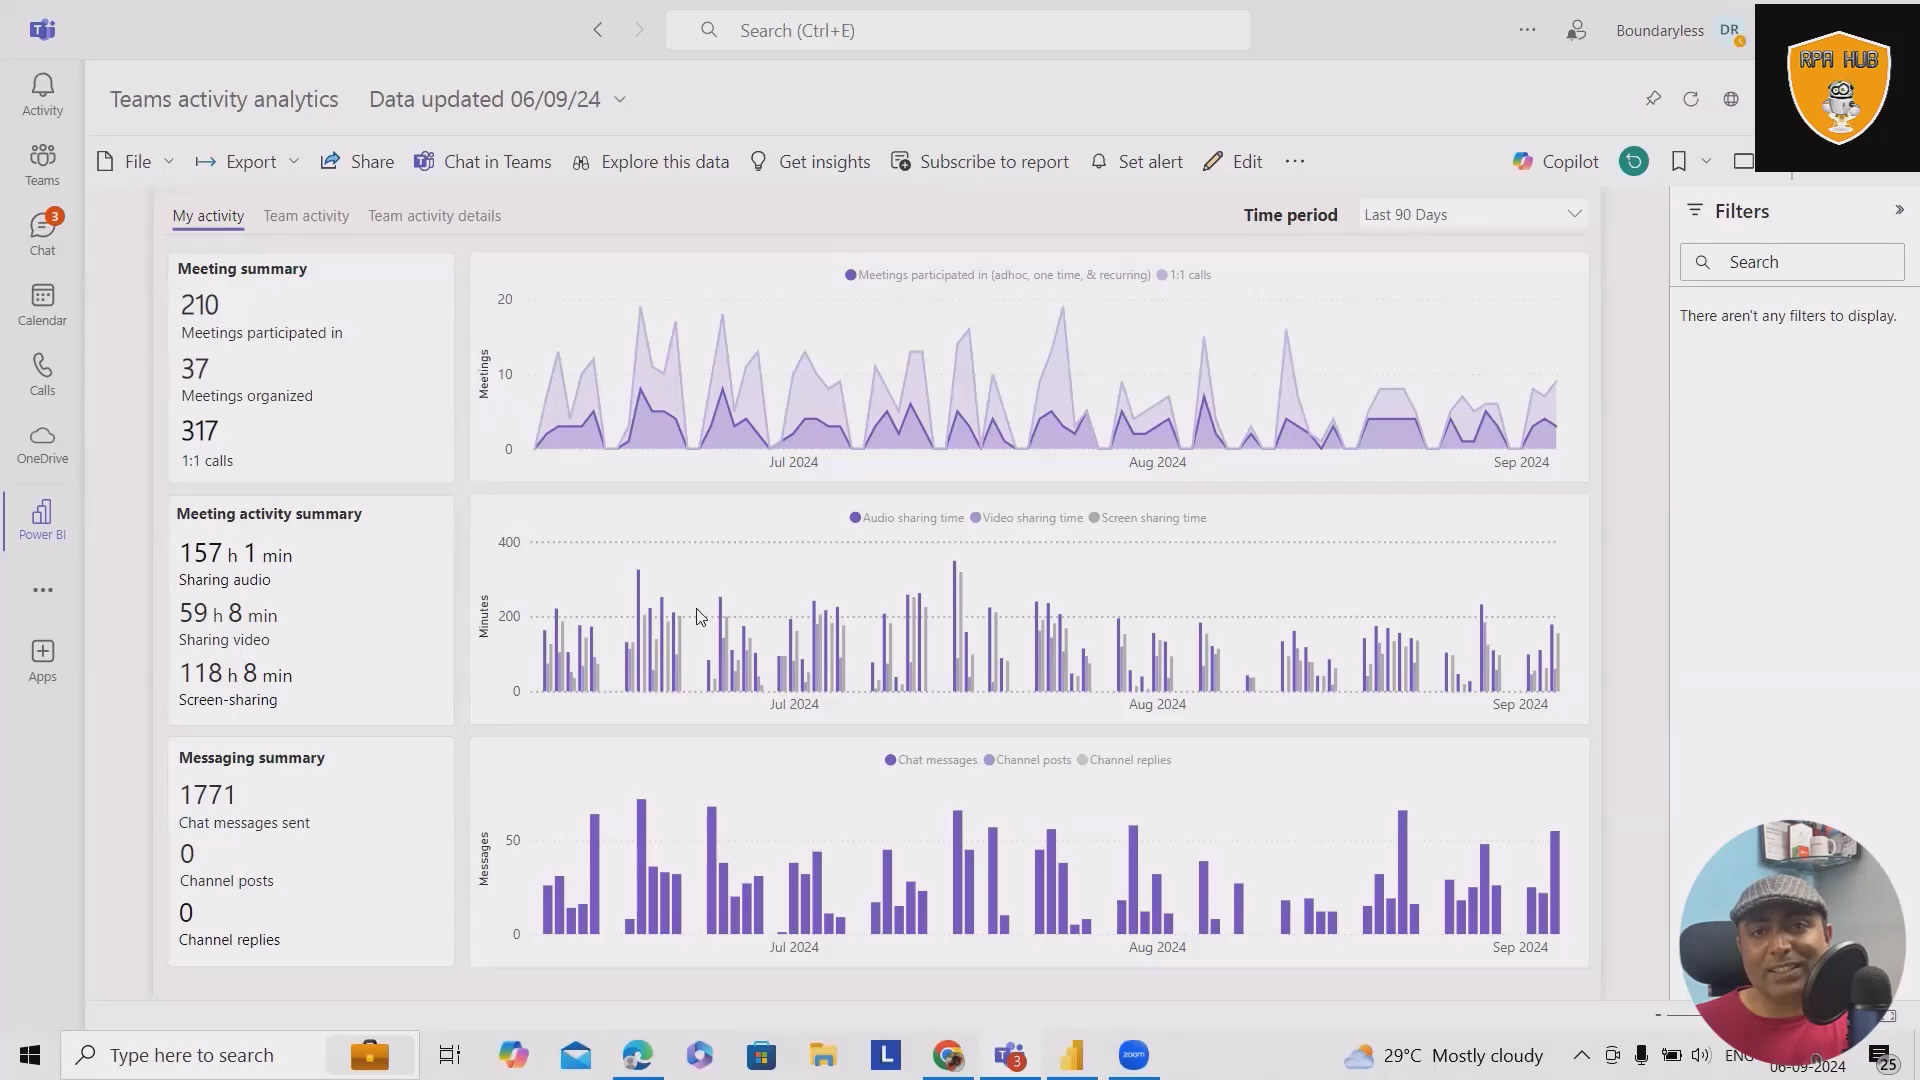 Search (Ctrl+E)
Boundaryless
DR
RPA HUB
Activity
Teams
3
Chat
Calendar
Calls
OneDrive
Power BI
Apps
Teams activity analytics
Data updated 06/09/24
File
Export
Share
Chat in Teams
Explore this data
Get insights
Subscribe to report
Set alert
Edit
Copilot
My activity
Team activity
Team activity details
Time period
Last 90 Days
Filters
Search
There aren't any filters to display.
Meeting summary
210
Meetings participated in
37
Meetings organized
317
1:1 calls
Meetings participated in (adhoc, one time, & recurring)
1:1 calls
20
10
0
Meetings
Jul 2024
Aug 2024
Sep 2024
Meeting activity summary
157 h 1 min
Sharing audio
59 h 8 min
Sharing video
118 h 8 min
Screen-sharing
Audio sharing time
Video sharing time
Screen sharing time
400
200
0
Minutes
Jul 2024
Aug 2024
Sep 2024
Messaging summary
1771
Chat messages sent
0
Channel posts
0
Channel replies
Chat messages
Channel posts
Channel replies
50
0
Messages
Jul 2024
Aug 2024
Sep 2024
Type here to search
L
3
zoom
29°C Mostly cloudy
06-09-2024
25